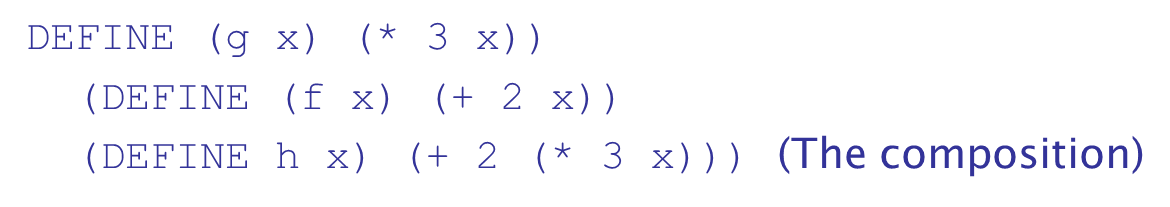 DEFINE (g x) (* 3 x))
(DEFINE (f x) (+ 2 x))
(DEFINE h x) (+ 2 (* 3 x))) (The composition)